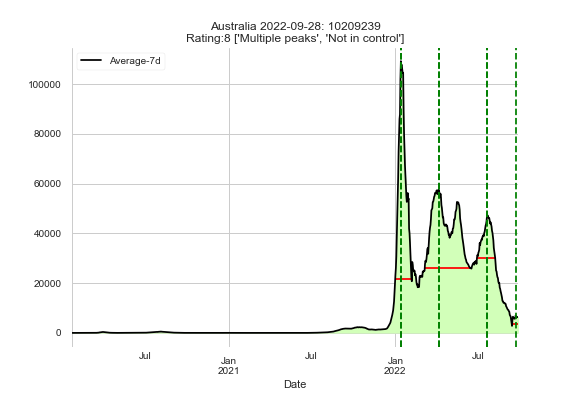 Australia 2022-09-28: 10209239
Rating:8 ['Multiple peaks', 'Not in control']
Average-7d
100000
80000
60000
40000
20000
0
Jul
Jan
2021
Jul
Jan
2022
Jul
Date